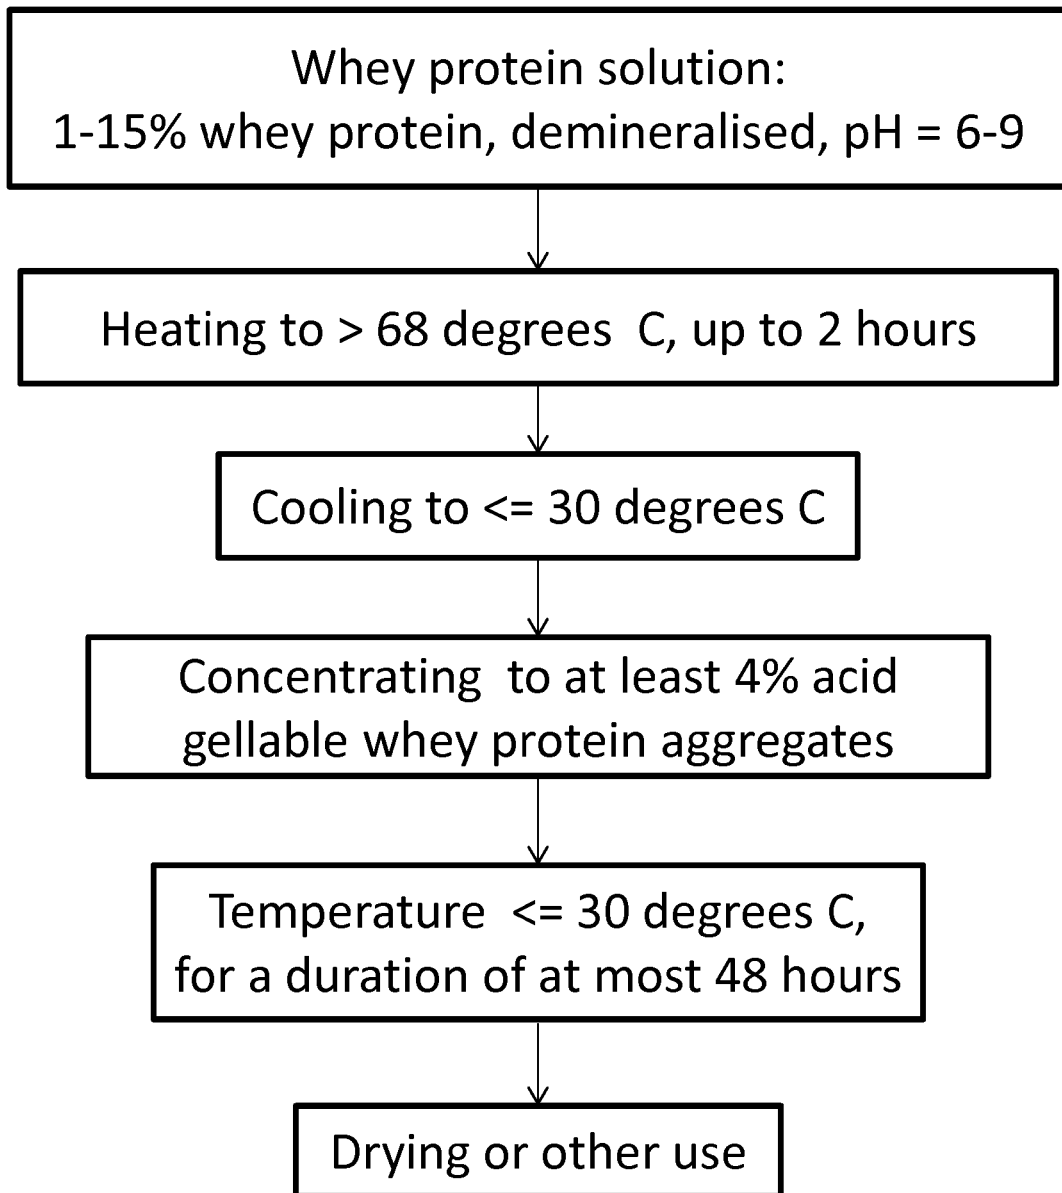 Whey protein solution:
1-15% whey protein, demineralised, pH = 6-9
Heating to > 68 degrees C, up to 2 hours
Cooling to <= 30 degrees C
Concentrating to at least 4% acid
gellable whey protein aggregates
Temperature <= 30 degrees C,
for a duration of at most 48 hours
Drying or other use